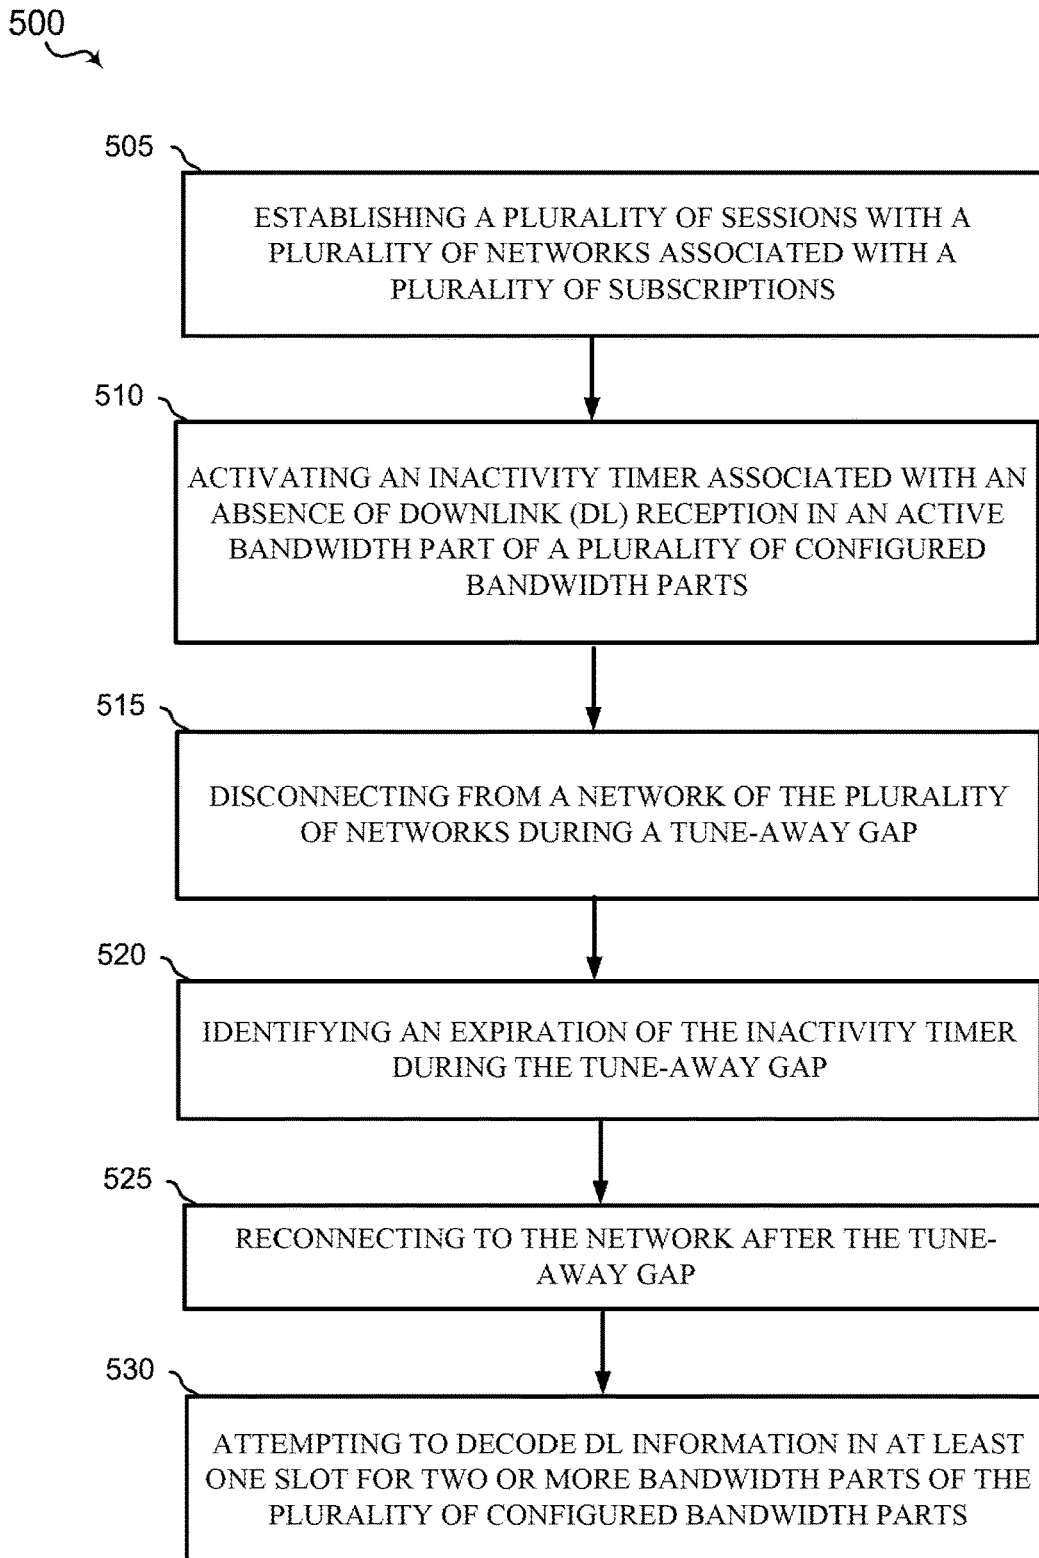 500
505
ESTABLISHING A PLURALITY OF SESSIONS WITH A
PLURALITY OF NETWORKS ASSOCIATED WITH A
PLURALITY OF SUBSCRIPTIONS
510
ACTIVATING AN INACTIVITY TIMER ASSOCIATED WITH AN
ABSENCE OF DOWNLINK (DL) RECEPTION IN AN ACTIVE
BANDWIDTH PART OF A PLURALITY OF CONFIGURED
BANDWIDTH PARTS
515
DISCONNECTING FROM A NETWORK OF THE PLURALITY
OF NETWORKS DURING A TUNE-AWAY GAP
520
IDENTIFYING AN EXPIRATION OF THE INACTIVITY TIMER
DURING THE TUNE-AWAY GAP
525
RECONNECTING TO THE NETWORK AFTER THE TUNE-
AWAY GAP
530
ATTEMPTING TO DECODE DL INFORMATION IN AT LEAST
ONE SLOT FOR TWO OR MORE BANDWIDTH PARTS OF THE
PLURALITY OF CONFIGURED BANDWIDTH PARTS